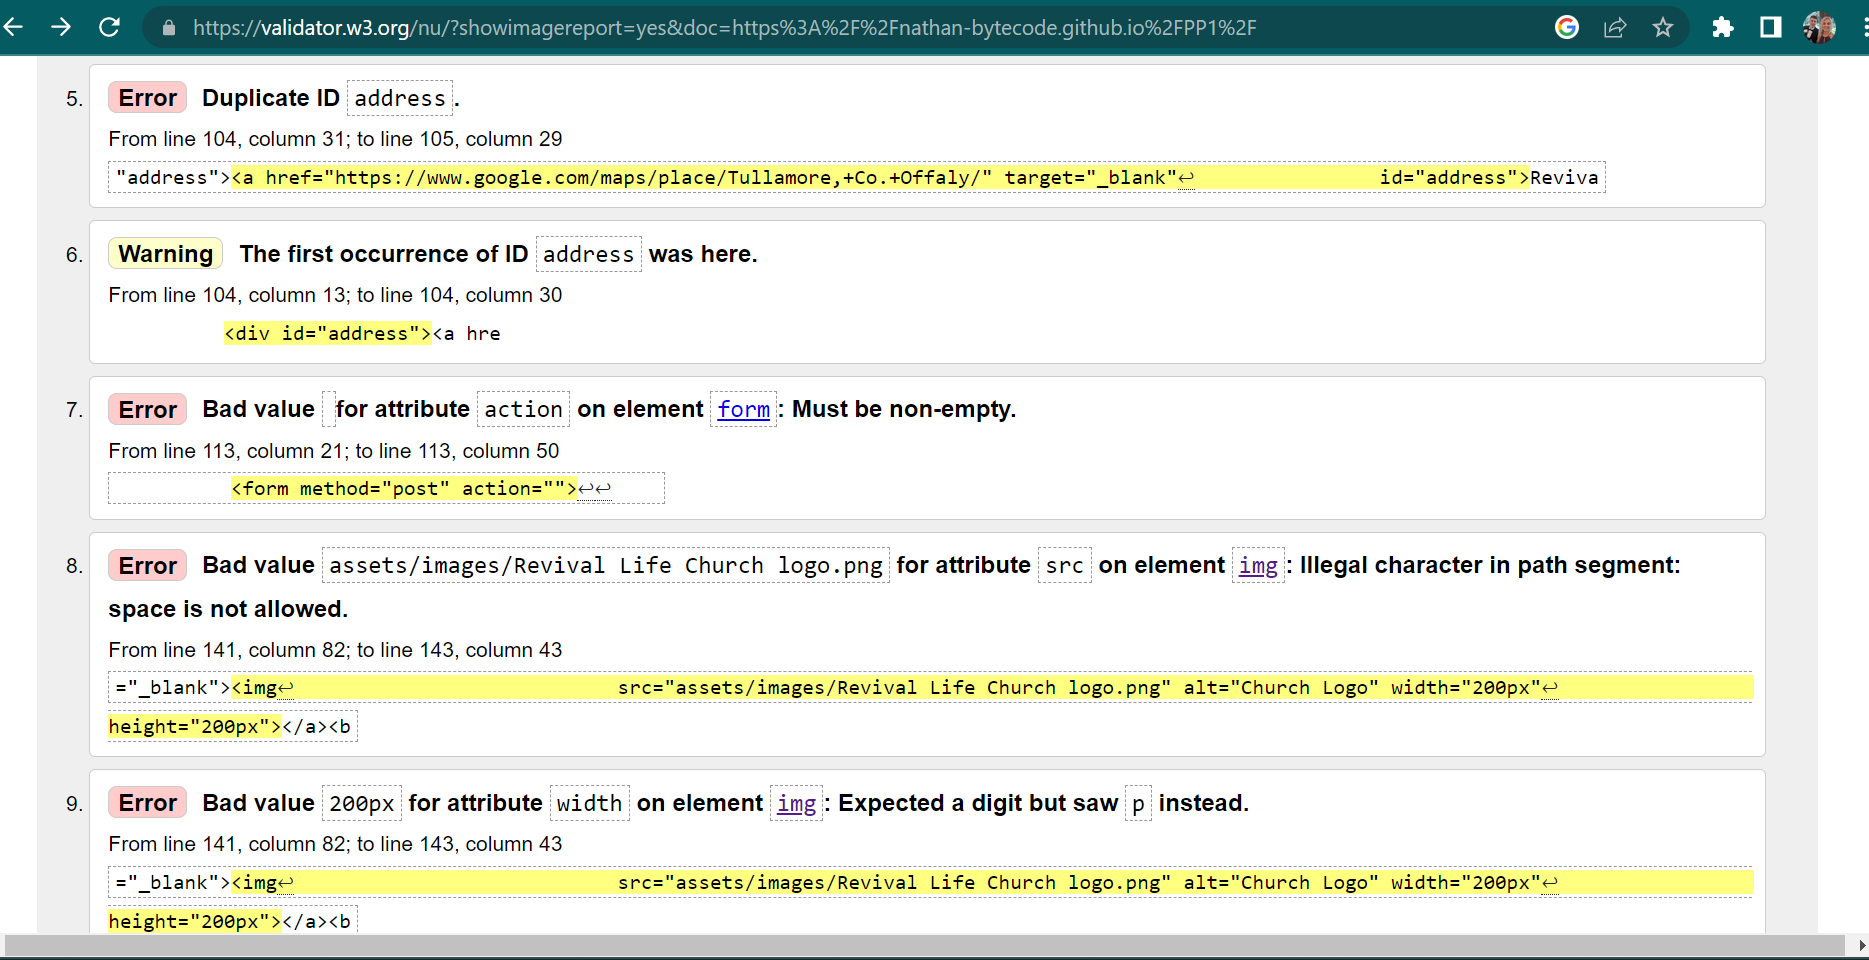 https://validator.w3.org/nu/?showimagereport=yes&doc=https%3A%2F%2Fnathan-bytecode.github.io%2FPP1%2F
5. Error Duplicate ID address.
From line 104, column 31; to line 105, column 29
"address"><a href="https://www.google.com/maps/place/Tullamore,+Co.+Offaly/" target="_blank"↩ id="address">Reviva
6. Warning The first occurrence of ID address was here.
From line 104, column 13; to line 104, column 30
<div id="address"><a hre
7. Error Bad value for attribute action on element form: Must be non-empty.
From line 113, column 21; to line 113, column 50
<form method="post" action="">↩↩
8. Error Bad value assets/images/Revival Life Church logo.png for attribute src on element img: Illegal character in path segment:
space is not allowed.
From line 141, column 82; to line 143, column 43
="_blank"><img↩ src="assets/images/Revival Life Church logo.png" alt="Church Logo" width="200px"↩
height="200px"></a><b
9. Error Bad value 200px for attribute width on element img: Expected a digit but saw p instead.
From line 141, column 82; to line 143, column 43
="_blank"><img↩ src="assets/images/Revival Life Church logo.png" alt="Church Logo" width="200px"↩
height="200px"></a><b